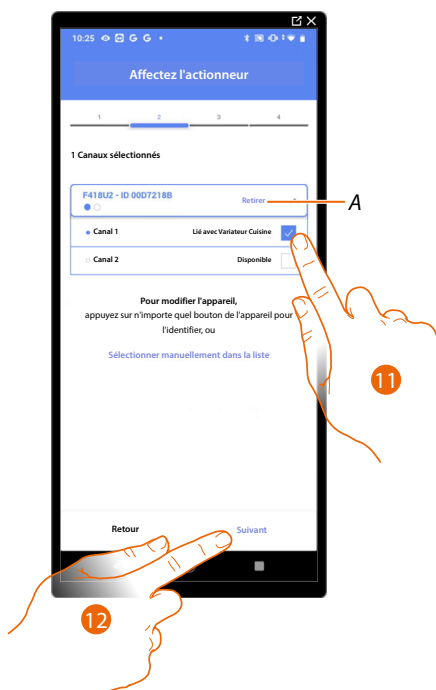 10:25 G G
Affectez l'actionneur
1 2 3 4
1 Canaux sélectionnés
F418U2 - ID 00D7218B
Retirer
A
Canal 1 Lié avec Variateur Cuisine
Canal 2 Disponible
Pour modifier l'appareil,
appuyez sur n'importe quel bouton de l'appareil pour
l'identifier, ou
Sélectionner manuellement dans la liste
11
Retour Suivant
12